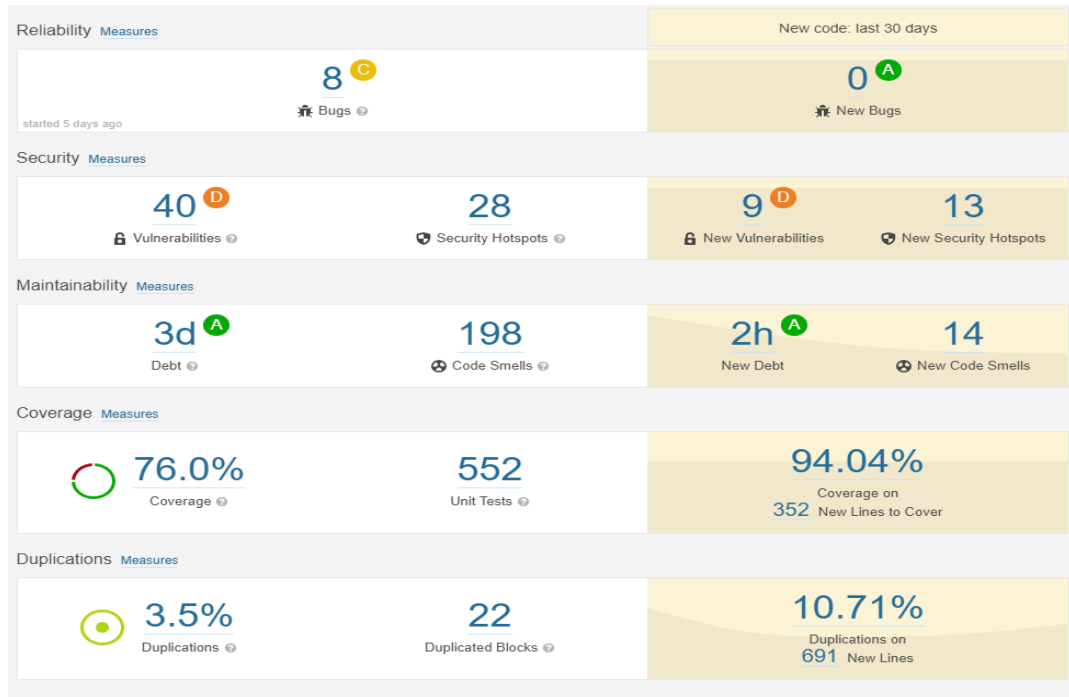 Reliability Measures
New code: last 30 days
8 C
Bugs ?
started 5 days ago
0 A
New Bugs
Security Measures
40 D
Vulnerabilities ?
28
Security Hotspots ?
9 D
New Vulnerabilities
13
New Security Hotspots
Maintainability Measures
3d A
Debt ?
198
Code Smells ?
2h A
New Debt
14
New Code Smells
Coverage Measures
76.0%
Coverage ?
552
Unit Tests ?
94.04%
Coverage on
352 New Lines to Cover
Duplications Measures
3.5%
Duplications ?
22
Duplicated Blocks ?
10.71%
Duplications on
691 New Lines